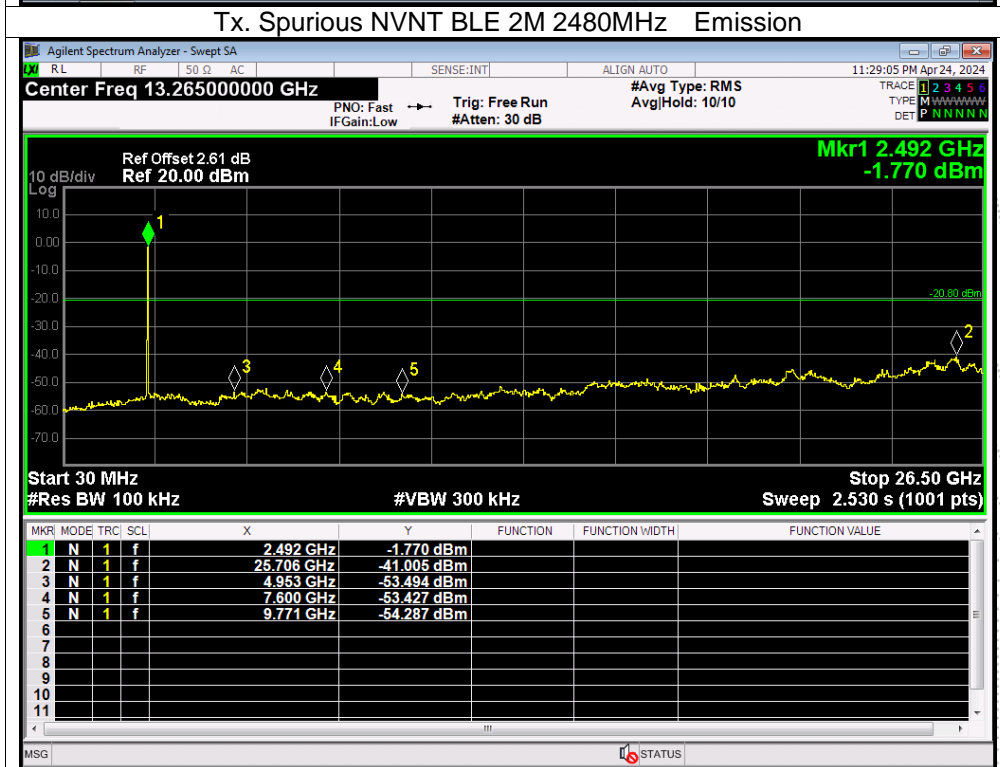 Tx. Spurious NVNT BLE 2M 2480MHz Emission
Agilent Spectrum Analyzer - Swept SA
LXI RL RF 50 Ω AC SENSE:INT ALIGN AUTO 11:29:05 PM Apr 24, 2024
Center Freq 13.265000000 GHz #Avg Type: RMS TRACE 1 2 3 4 5 6
PNO: Fast Trig: Free Run Avg|Hold: 10/10 TYPE M WWWWW
IFGain:Low #Atten: 30 dB DET P N N N N N
Mkr1 2.492 GHz
Ref Offset 2.61 dB
10 dB/div Ref 20.00 dBm -1.770 dBm
Log
10.0
1
0.00
-10.0
-20.0
-20.80 dBm
-30.0
2
-40.0
3 4 5
-50.0
-60.0
-70.0
Start 30 MHz Stop 26.50 GHz
#Res BW 100 kHz #VBW 300 kHz Sweep 2.530 s (1001 pts)
MKR MODE TRC SCL X Y FUNCTION FUNCTION WIDTH FUNCTION VALUE
1 N 1 f 2.492 GHz -1.770 dBm
2 N 1 f 25.706 GHz -41.005 dBm
3 N 1 f 4.953 GHz -53.494 dBm
4 N 1 f 7.600 GHz -53.427 dBm
5 N 1 f 9.771 GHz -54.287 dBm
6
7
8
9
10
11
MSG STATUS